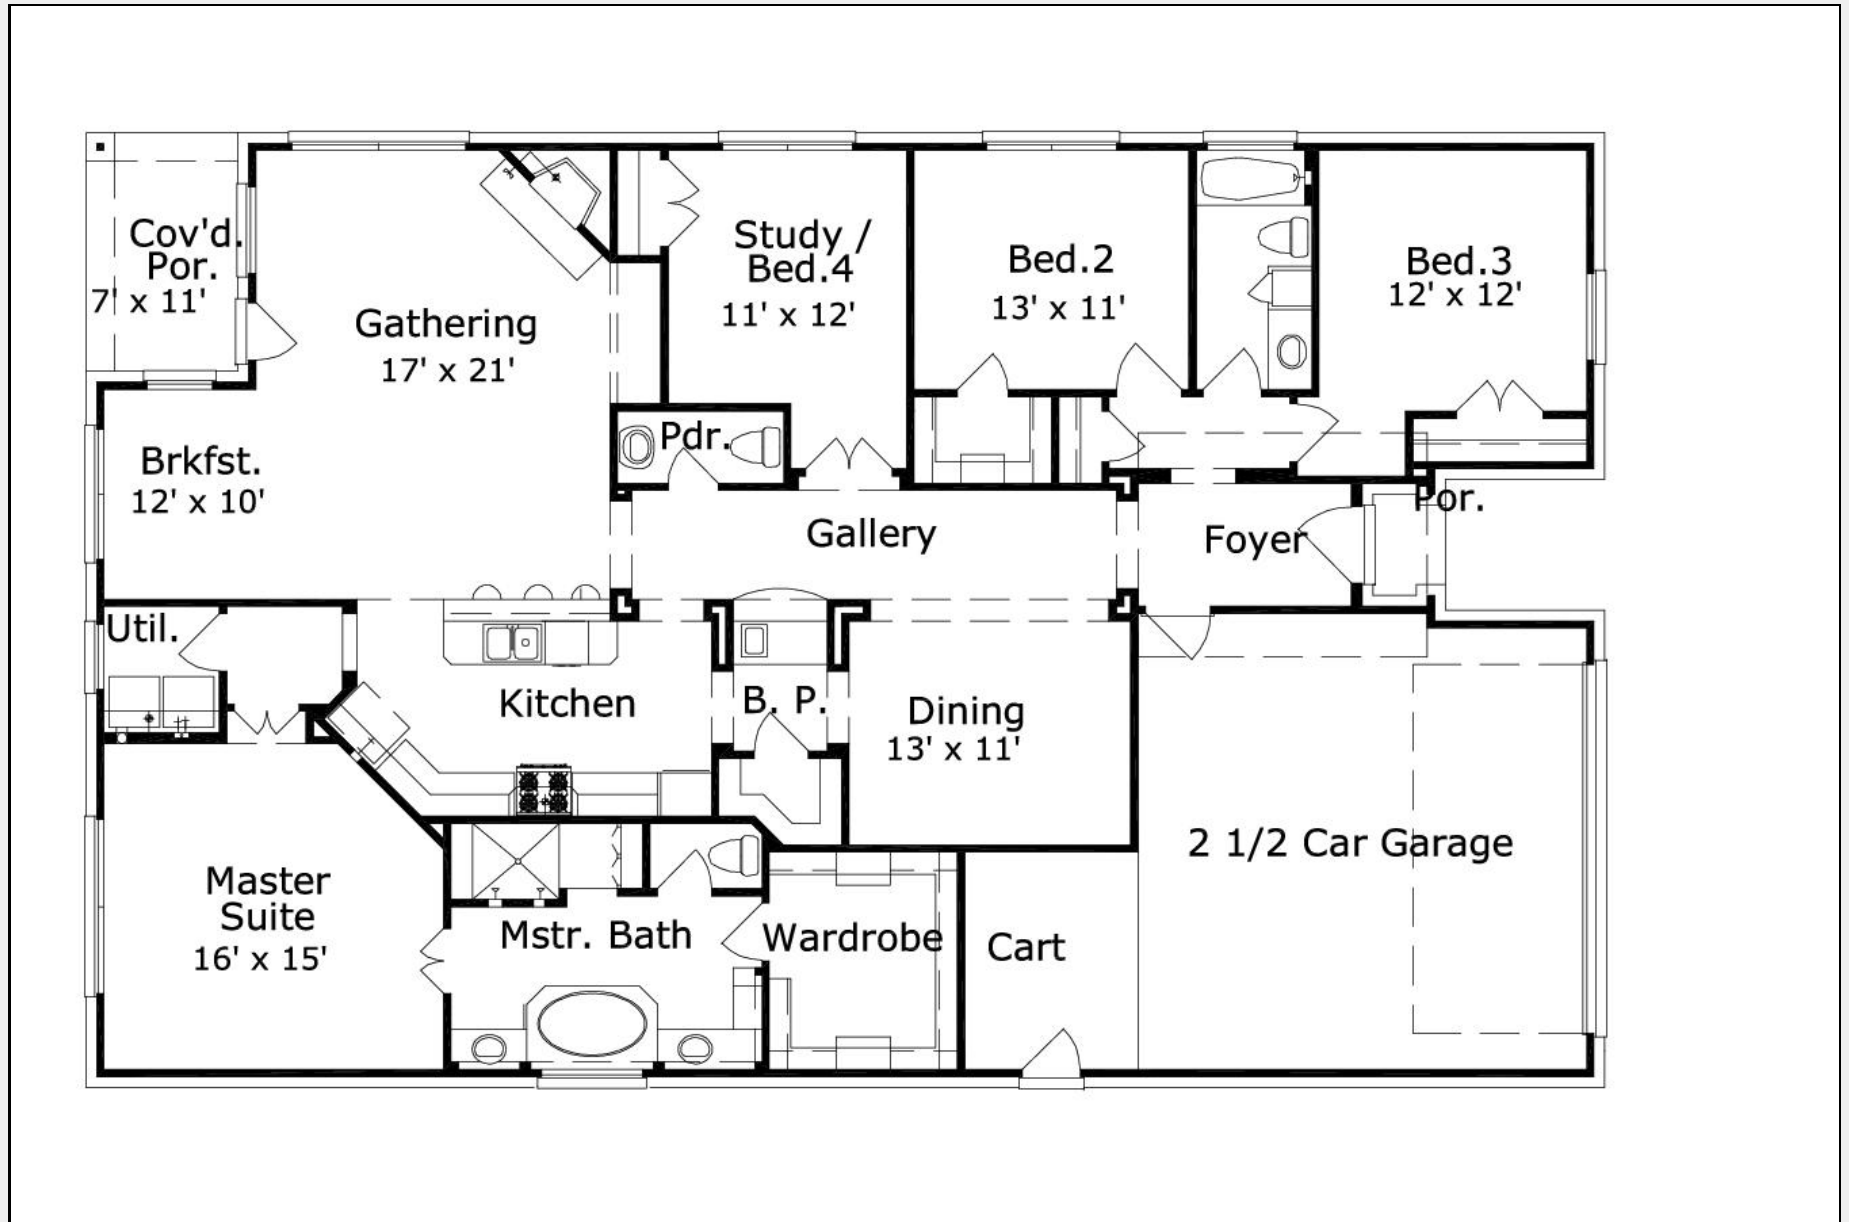 Cov'd.
Por.
7' x 11'
Gathering
17' x 21'
Study /
Bed.4
11' x 12'
Bed.2
13' x 11'
Bed.3
12' x 12'
Brkfst.
12' x 10'
Pdr.
Gallery
Foyer
Por.
Util.
Kitchen
B. P.
Dining
13' x 11'
2 1/2 Car Garage
Master
Suite
16' x 15'
Mstr. Bath
Wardrobe
Cart